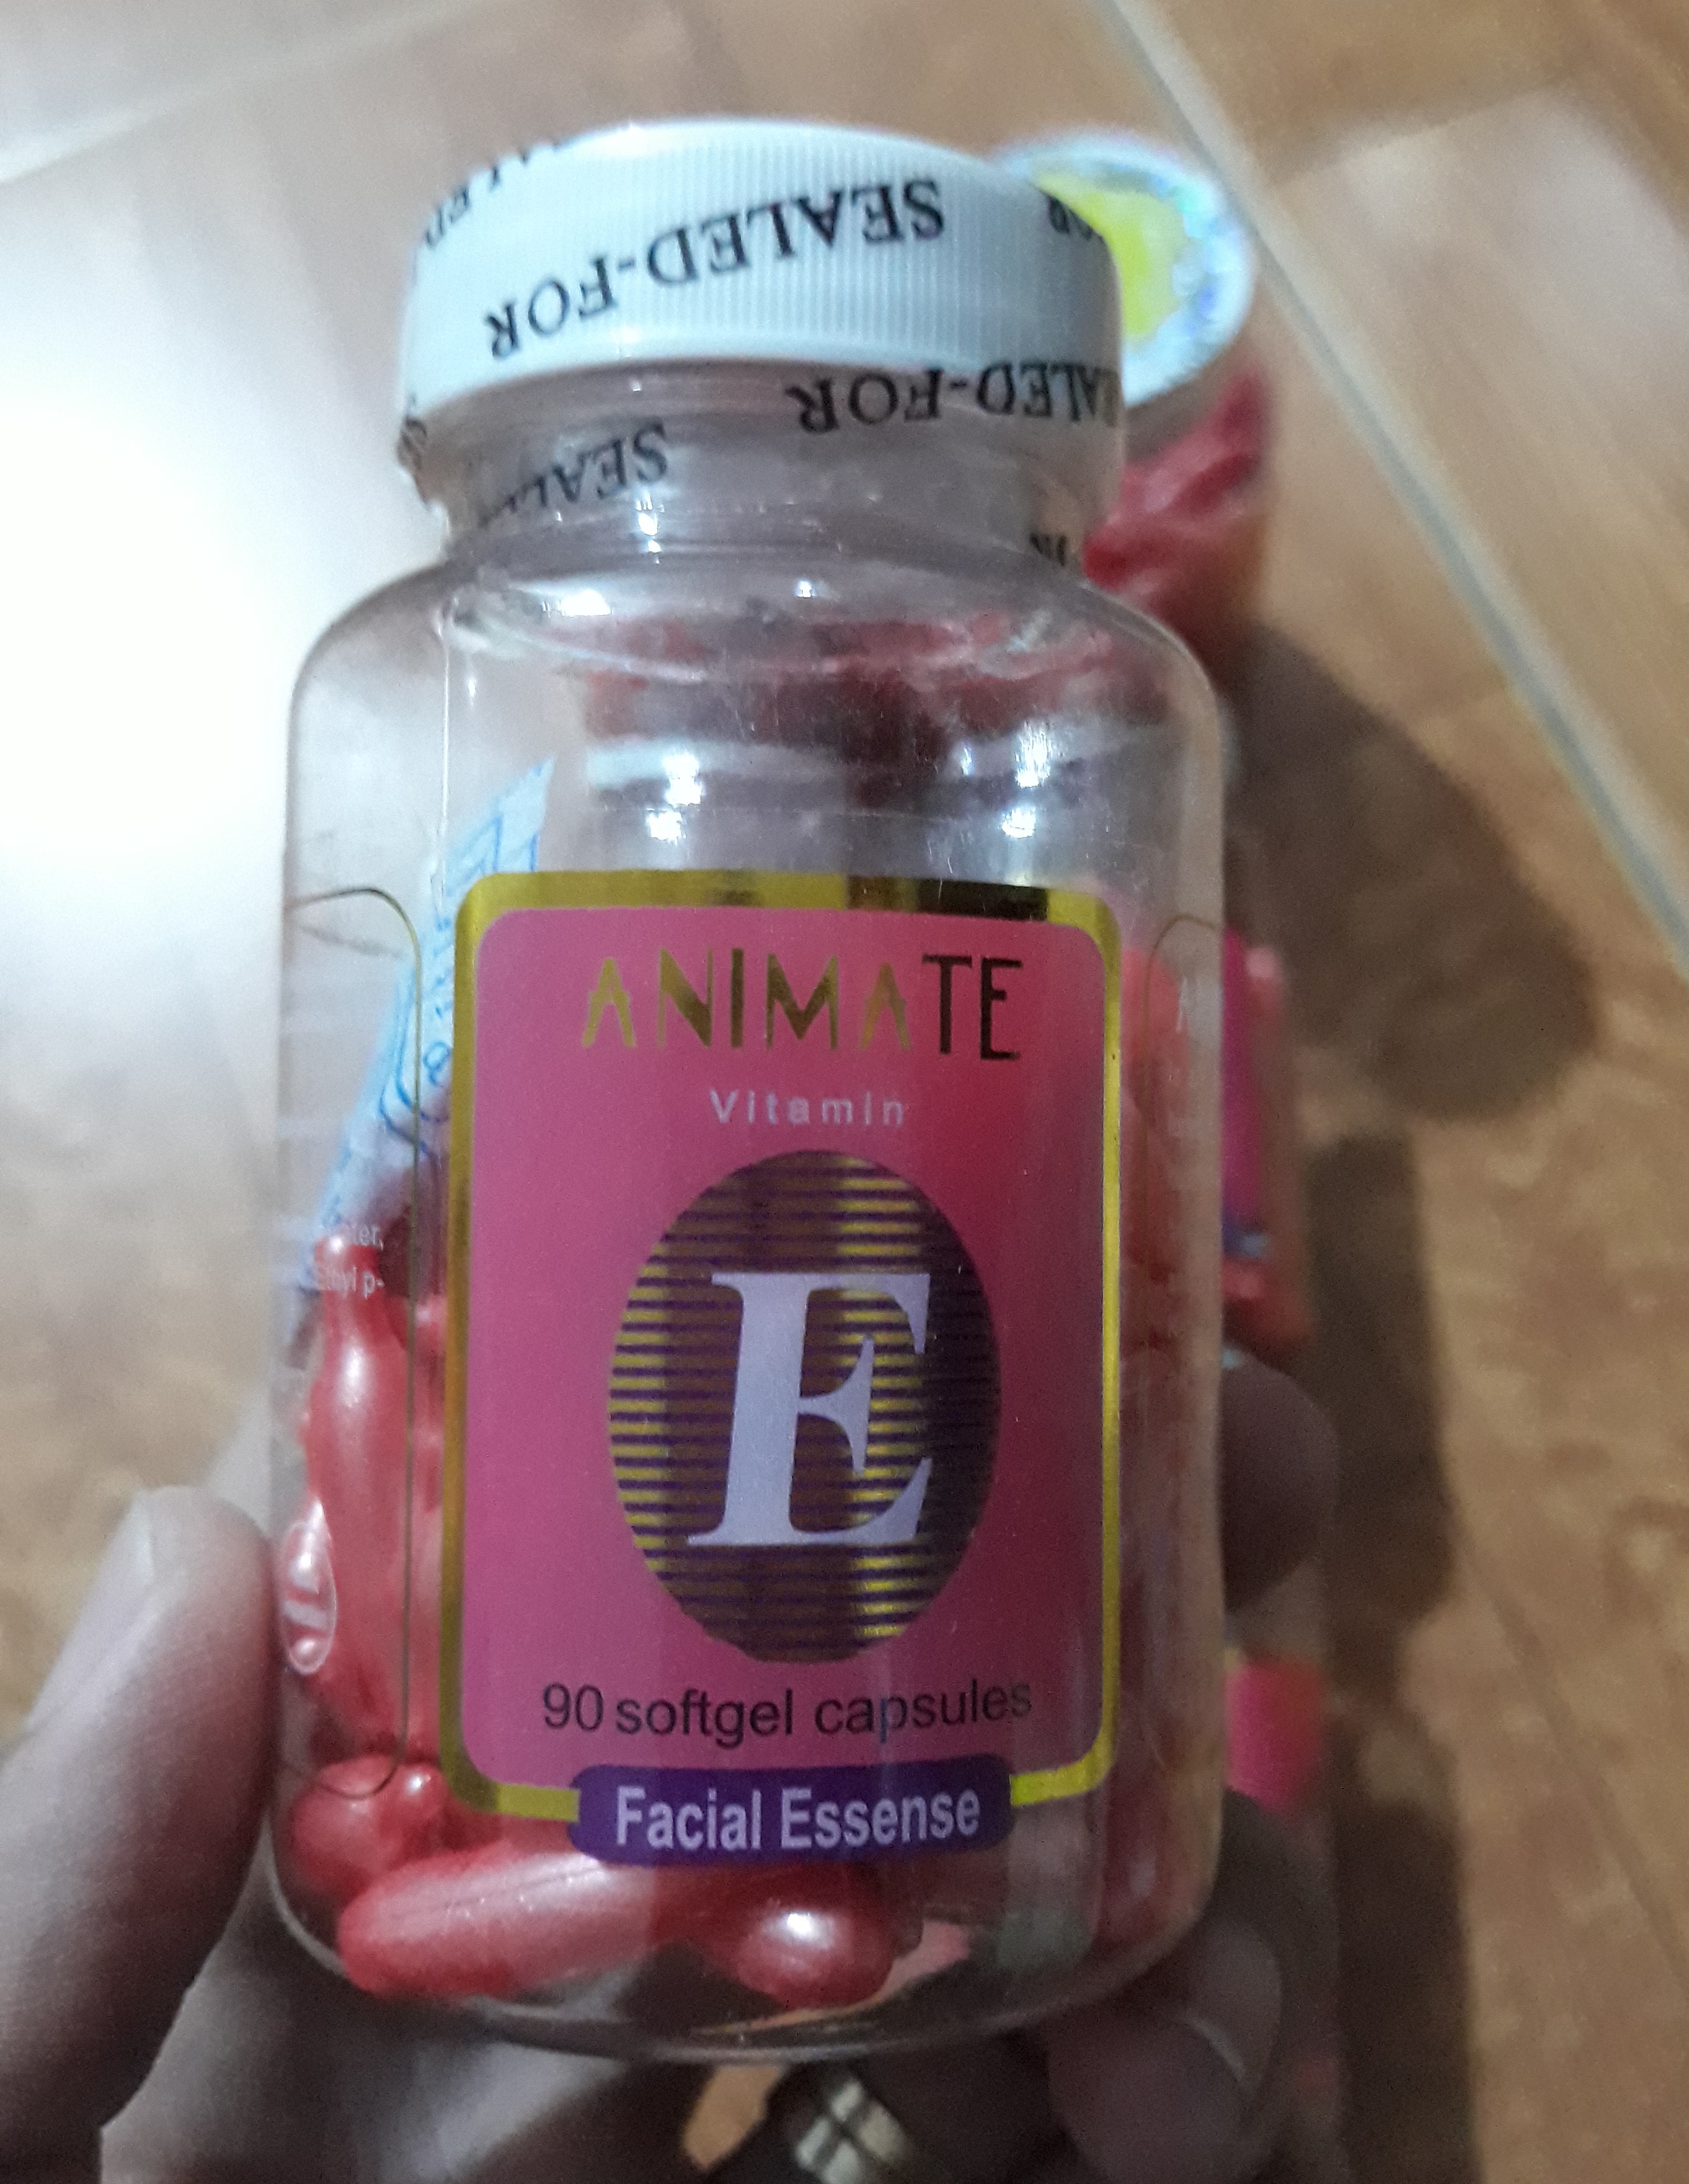 SEALED-FOR
SEALED-FOR
ANIMATE
Vitamin
E
90 softgel capsules
Facial Essense